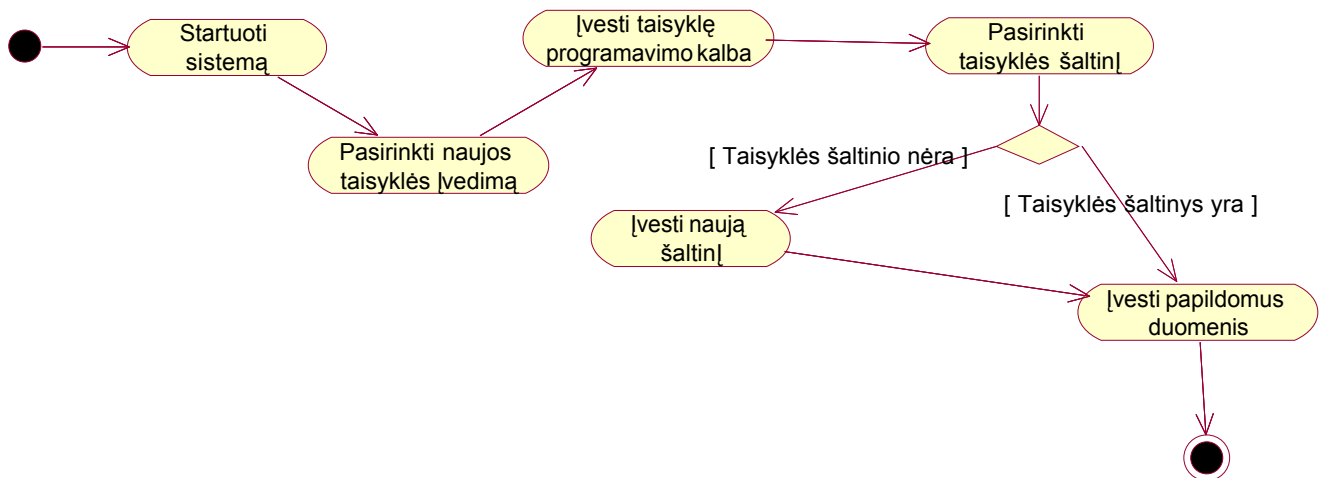 Startuoti
sistemą
Pasirinkti naujos
taisyklės Įvedimą
Įvesti taisyklę
programavimo kalba
Pasirinkti
taisyklės šaltinĮ
[ Taisyklės šaltinio nėra ]
[ Taisyklės šaltinys yra ]
Įvesti naują
šaltinĮ
Įvesti papildomus
duomenis